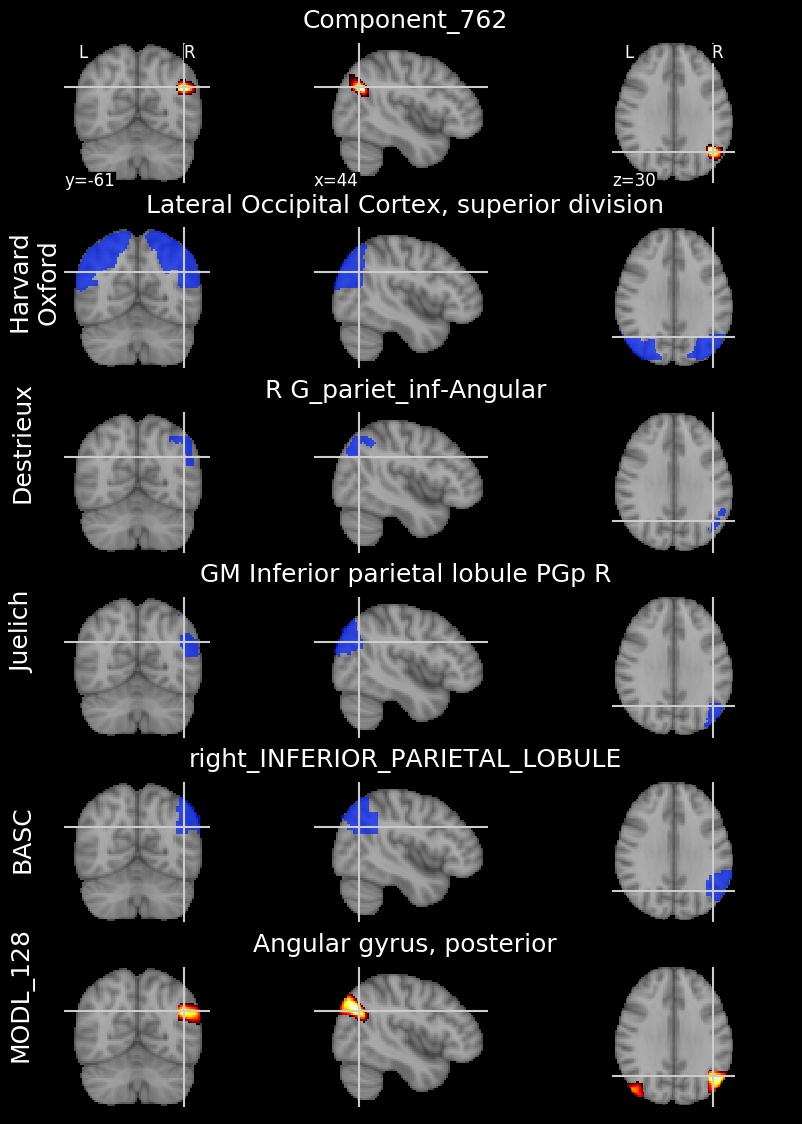 Component_762
L R L R
y=-61 x=44 z=30
Lateral Occipital Cortex, superior division
Harvard
Oxford
R G_pariet_inf-Angular
Destrieux
GM Inferior parietal lobule PGp R
Juelich
right_INFERIOR_PARIETAL_LOBULE
BASC
Angular gyrus, posterior
MODL_128